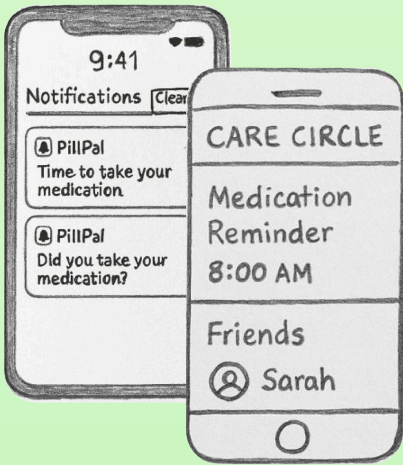 9:41
Notifications
PillPal
Time to take your
medication
PillPal
Did you take your
medication?
CARE CIRCLE
Medication
Reminder
8:00 AM
Friends
Sarah